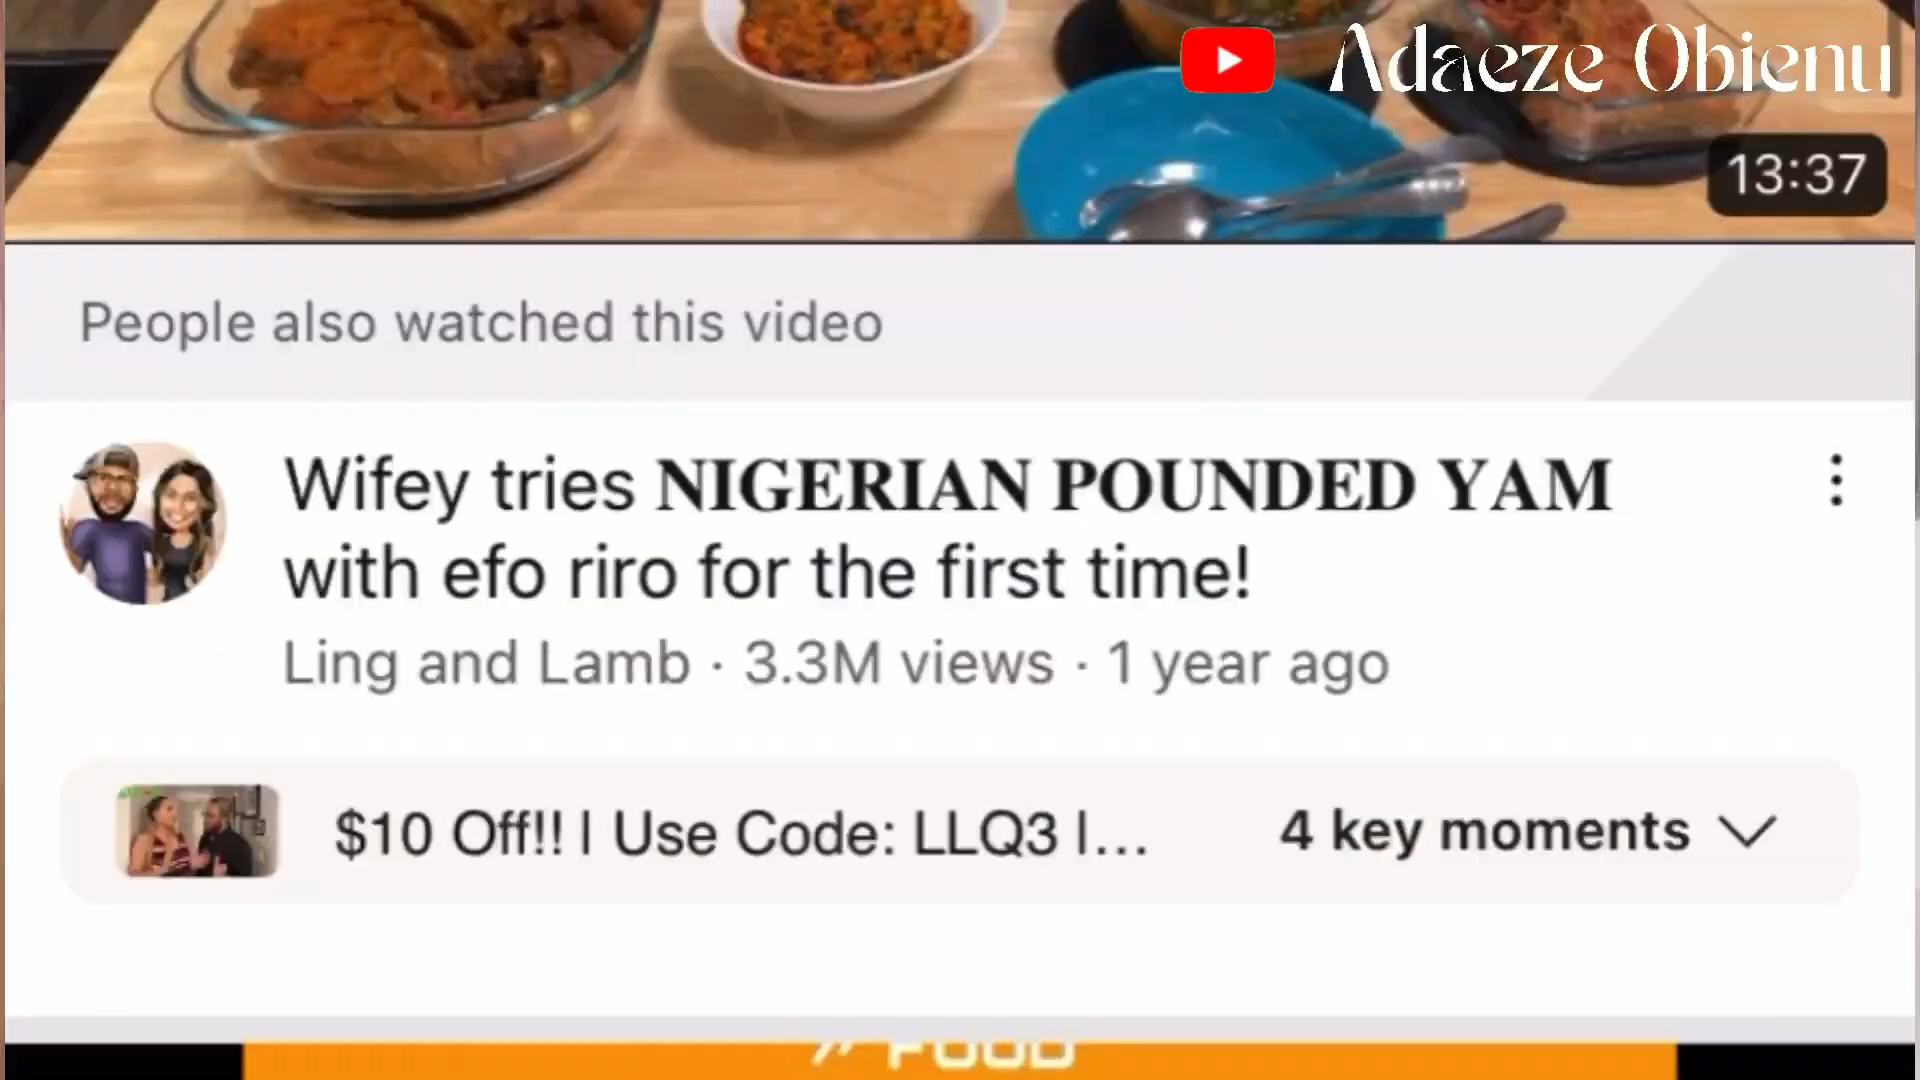 Adaeze Obienu
13:37
People also watched this video
Wifey tries NIGERIAN POUNDED YAM
with efo riro for the first time!
Ling and Lamb · 3.3M views · 1 year ago
$10 Off!! | Use Code: LLQ3 |...
4 key moments
FOOD